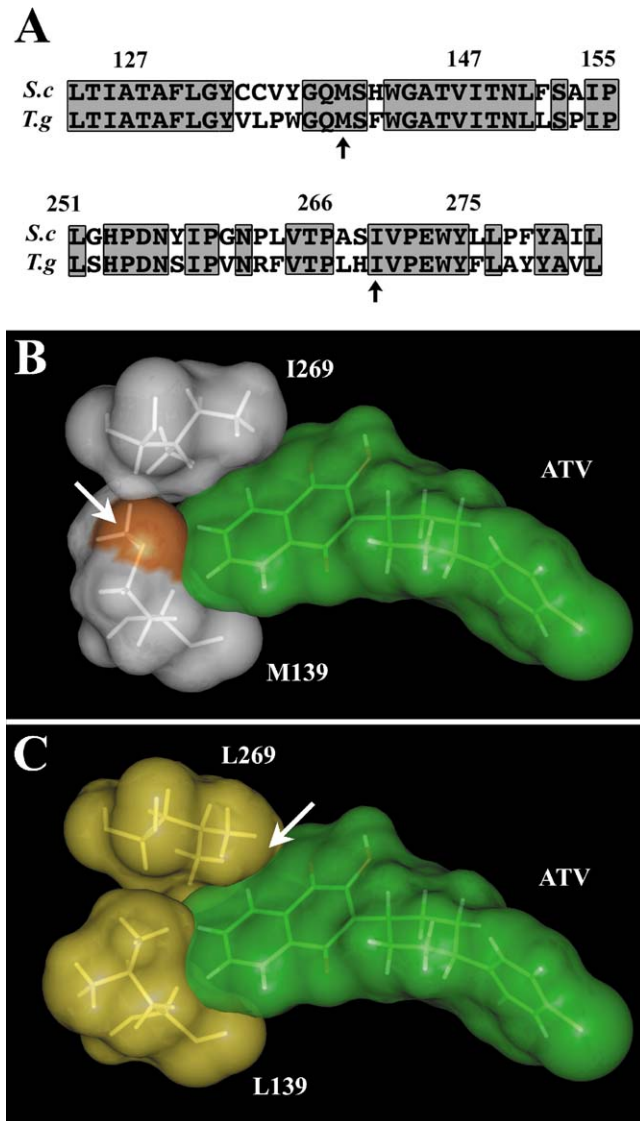 A
127 147 155
S.c LTIATAFLGYCCVYGQMSHWGATVITNLFSAIP
T.g LTIATAFLGYVLPWGQMSFWGATVITNLLSPIP
251 266 275
S.c LGHPDNYIPGNPLVTPASIVPEWYLLPFYAIL
T.g LSHPDNSIPVNRFVTPLHIVPEWYFLAYYAVL
B
I269
ATV
M139
C
L269
ATV
L139